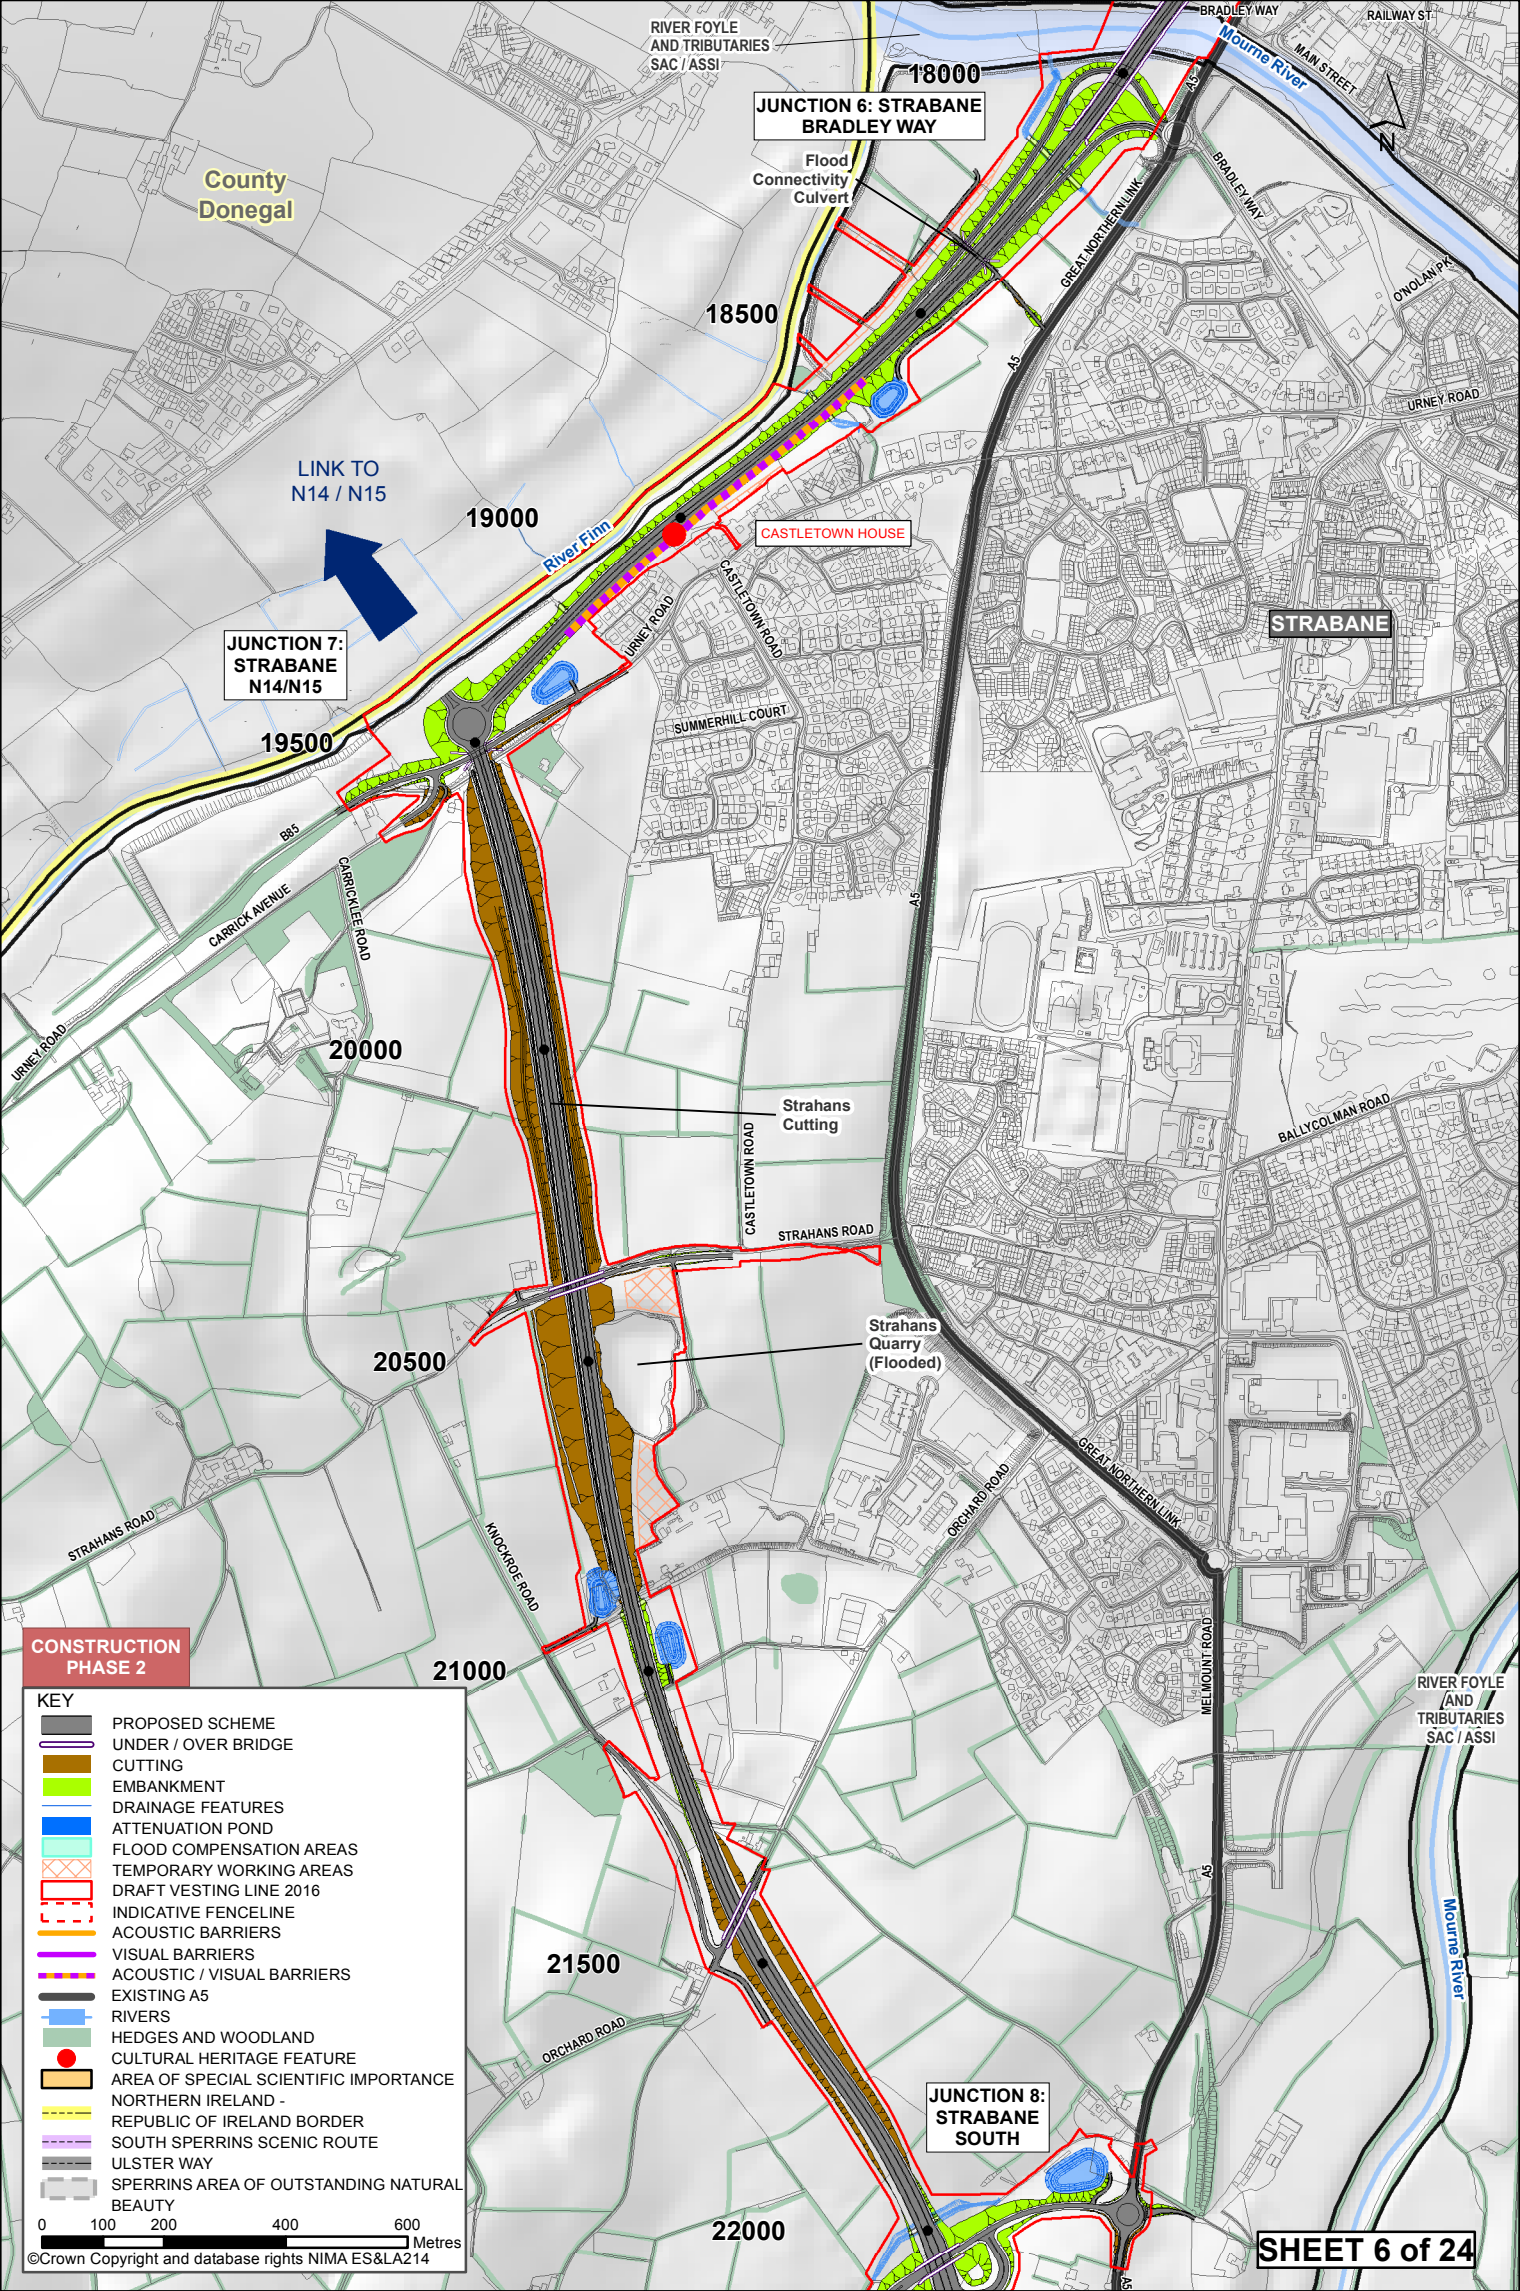 BRADLEY WAY
RAILWAY ST
RIVER FOYLE
AND TRIBUTARIES
SAC / ASSI
Mourne River
MAIN STREET
A5
18000
JUNCTION 6: STRABANE
BRADLEY WAY
N
Flood
Connectivity
Culvert
County
Donegal
BRADLEY WAY
GREAT NORTHERN LINK
O'NOLAN PK
18500
A5
URNEY ROAD
LINK TO
N14 / N15
19000
River Finn
CASTLETOWN HOUSE
CASTLETOWN ROAD
URNEY ROAD
STRABANE
JUNCTION 7:
STRABANE
N14/N15
SUMMERHILL COURT
19500
B85
CARRICK AVENUE
CARRICKLEE ROAD
A5
URNEY ROAD
20000
Strahans
Cutting
BALLYCOLMAN ROAD
CASTLETOWN ROAD
STRAHANS ROAD
Strahans
Quarry
(Flooded)
20500
GREAT NORTHERN LINK
ORCHARD ROAD
STRAHANS ROAD
KNOCKROE ROAD
MELMOUNT ROAD
21000
RIVER FOYLE
AND
TRIBUTARIES
SAC / ASSI
A5
Mourne River
21500
ORCHARD ROAD
JUNCTION 8:
STRABANE
SOUTH
22000
A5
CONSTRUCTION
PHASE 2
KEY
PROPOSED SCHEME
UNDER / OVER BRIDGE
CUTTING
EMBANKMENT
DRAINAGE FEATURES
ATTENUATION POND
FLOOD COMPENSATION AREAS
TEMPORARY WORKING AREAS
DRAFT VESTING LINE 2016
INDICATIVE FENCELINE
ACOUSTIC BARRIERS
VISUAL BARRIERS
ACOUSTIC / VISUAL BARRIERS
EXISTING A5
RIVERS
HEDGES AND WOODLAND
CULTURAL HERITAGE FEATURE
AREA OF SPECIAL SCIENTIFIC IMPORTANCE
NORTHERN IRELAND -
REPUBLIC OF IRELAND BORDER
SOUTH SPERRINS SCENIC ROUTE
ULSTER WAY
SPERRINS AREA OF OUTSTANDING NATURAL
BEAUTY
0 100 200 400 600
Metres
©Crown Copyright and database rights NIMA ES&LA214
SHEET 6 of 24